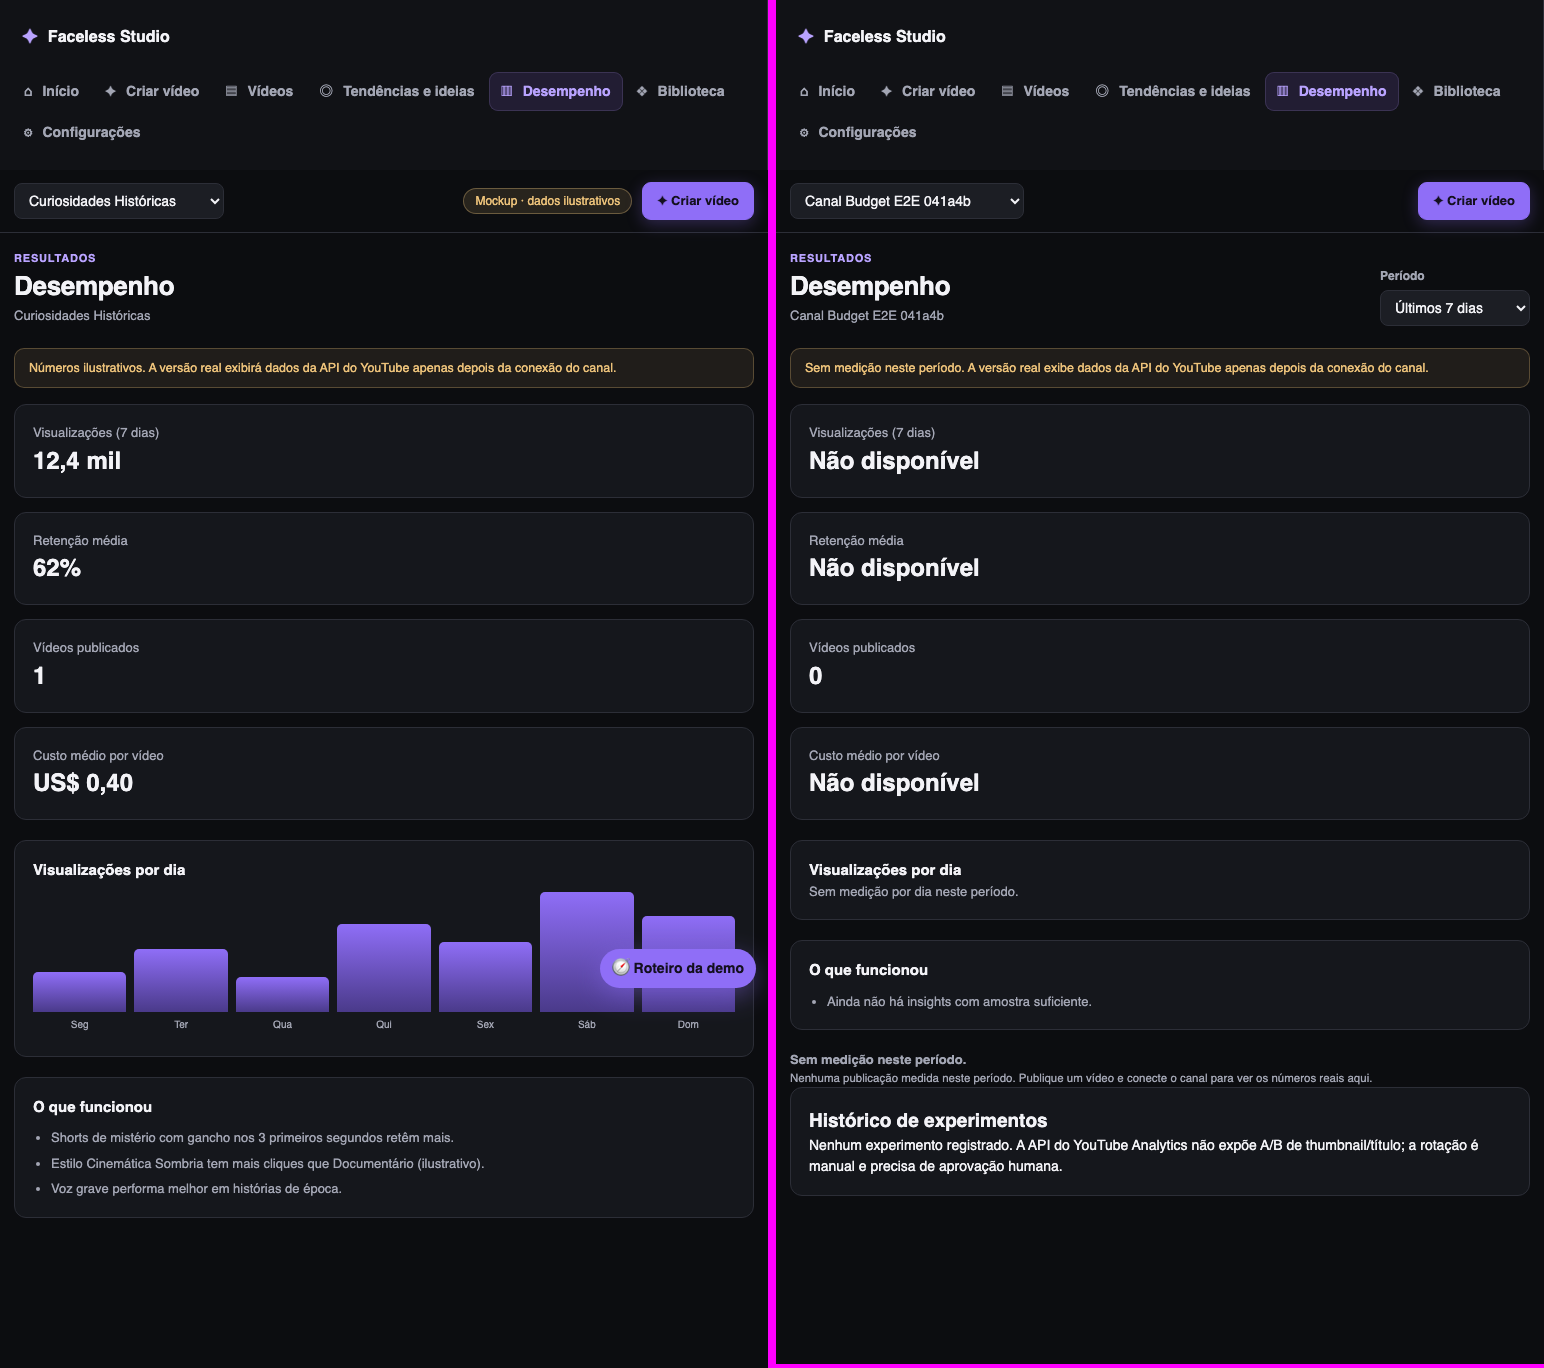 Faceless Studio
Início
Criar vídeo
Vídeos
Tendências e ideias
Desempenho
Biblioteca
Configurações
Curiosidades Históricas
Mockup · dados ilustrativos
✦ Criar vídeo
RESULTADOS
Desempenho
Curiosidades Históricas
Números ilustrativos. A versão real exibirá dados da API do YouTube apenas depois da conexão do canal.
Visualizações (7 dias)
12,4 mil
Retenção média
62%
Vídeos publicados
1
Custo médio por vídeo
US$ 0,40
Visualizações por dia
Roteiro da demo
Seg
Ter
Qua
Qui
Sex
Sáb
Dom
O que funcionou
• Shorts de mistério com gancho nos 3 primeiros segundos retêm mais.
• Estilo Cinemática Sombria tem mais cliques que Documentário (ilustrativo).
• Voz grave performa melhor em histórias de época.
Faceless Studio
Início
Criar vídeo
Vídeos
Tendências e ideias
Desempenho
Biblioteca
Configurações
Canal Budget E2E 041a4b
✦ Criar vídeo
RESULTADOS
Desempenho
Canal Budget E2E 041a4b
Período
Últimos 7 dias
Sem medição neste período. A versão real exibe dados da API do YouTube apenas depois da conexão do canal.
Visualizações (7 dias)
Não disponível
Retenção média
Não disponível
Vídeos publicados
0
Custo médio por vídeo
Não disponível
Visualizações por dia
Sem medição por dia neste período.
O que funcionou
• Ainda não há insights com amostra suficiente.
Sem medição neste período.
Nenhuma publicação medida neste período. Publique um vídeo e conecte o canal para ver os números reais aqui.
Histórico de experimentos
Nenhum experimento registrado. A API do YouTube Analytics não expõe A/B de thumbnail/título; a rotação é
manual e precisa de aprovação humana.